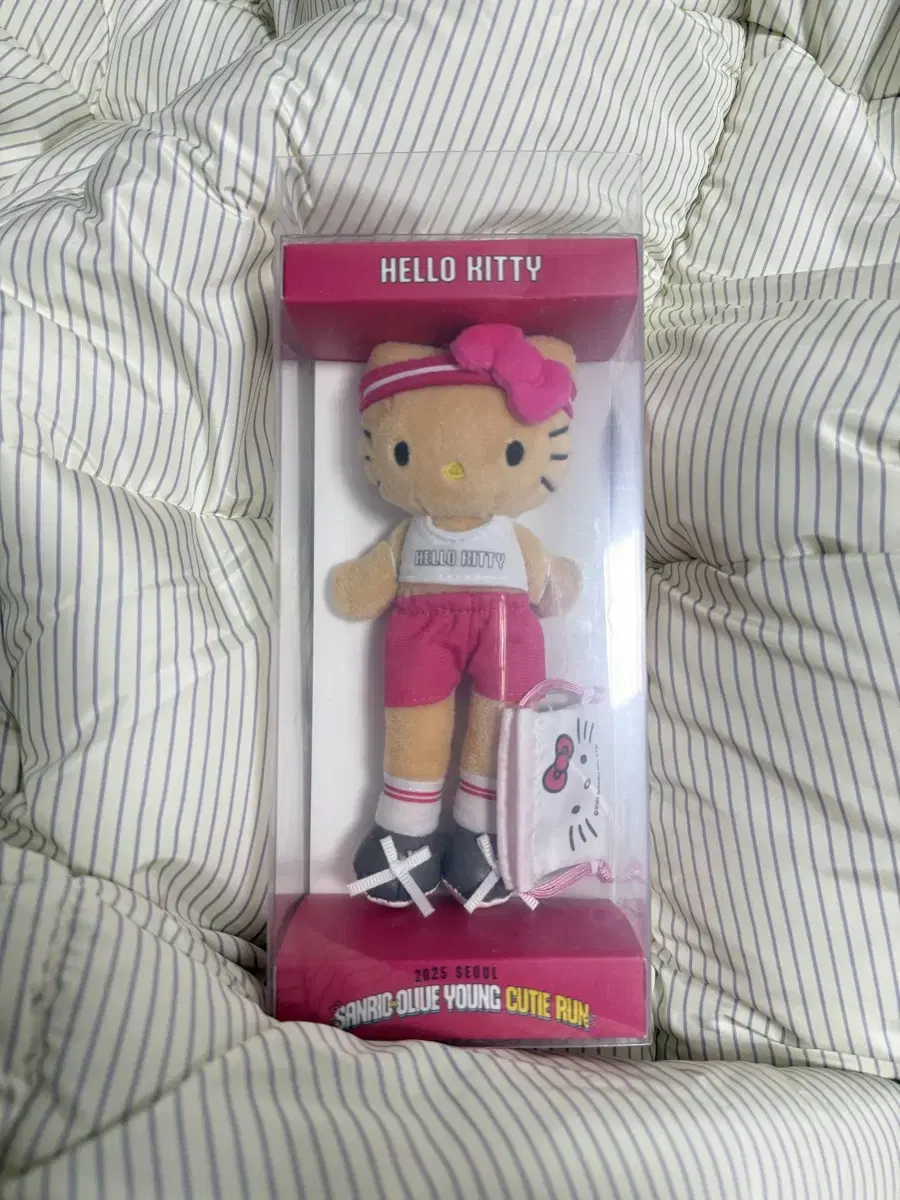 HELLO KITTY
HELLO KITTY
2025 SEOUL
SANRIO OLIVE YOUNG CUTIE RUN